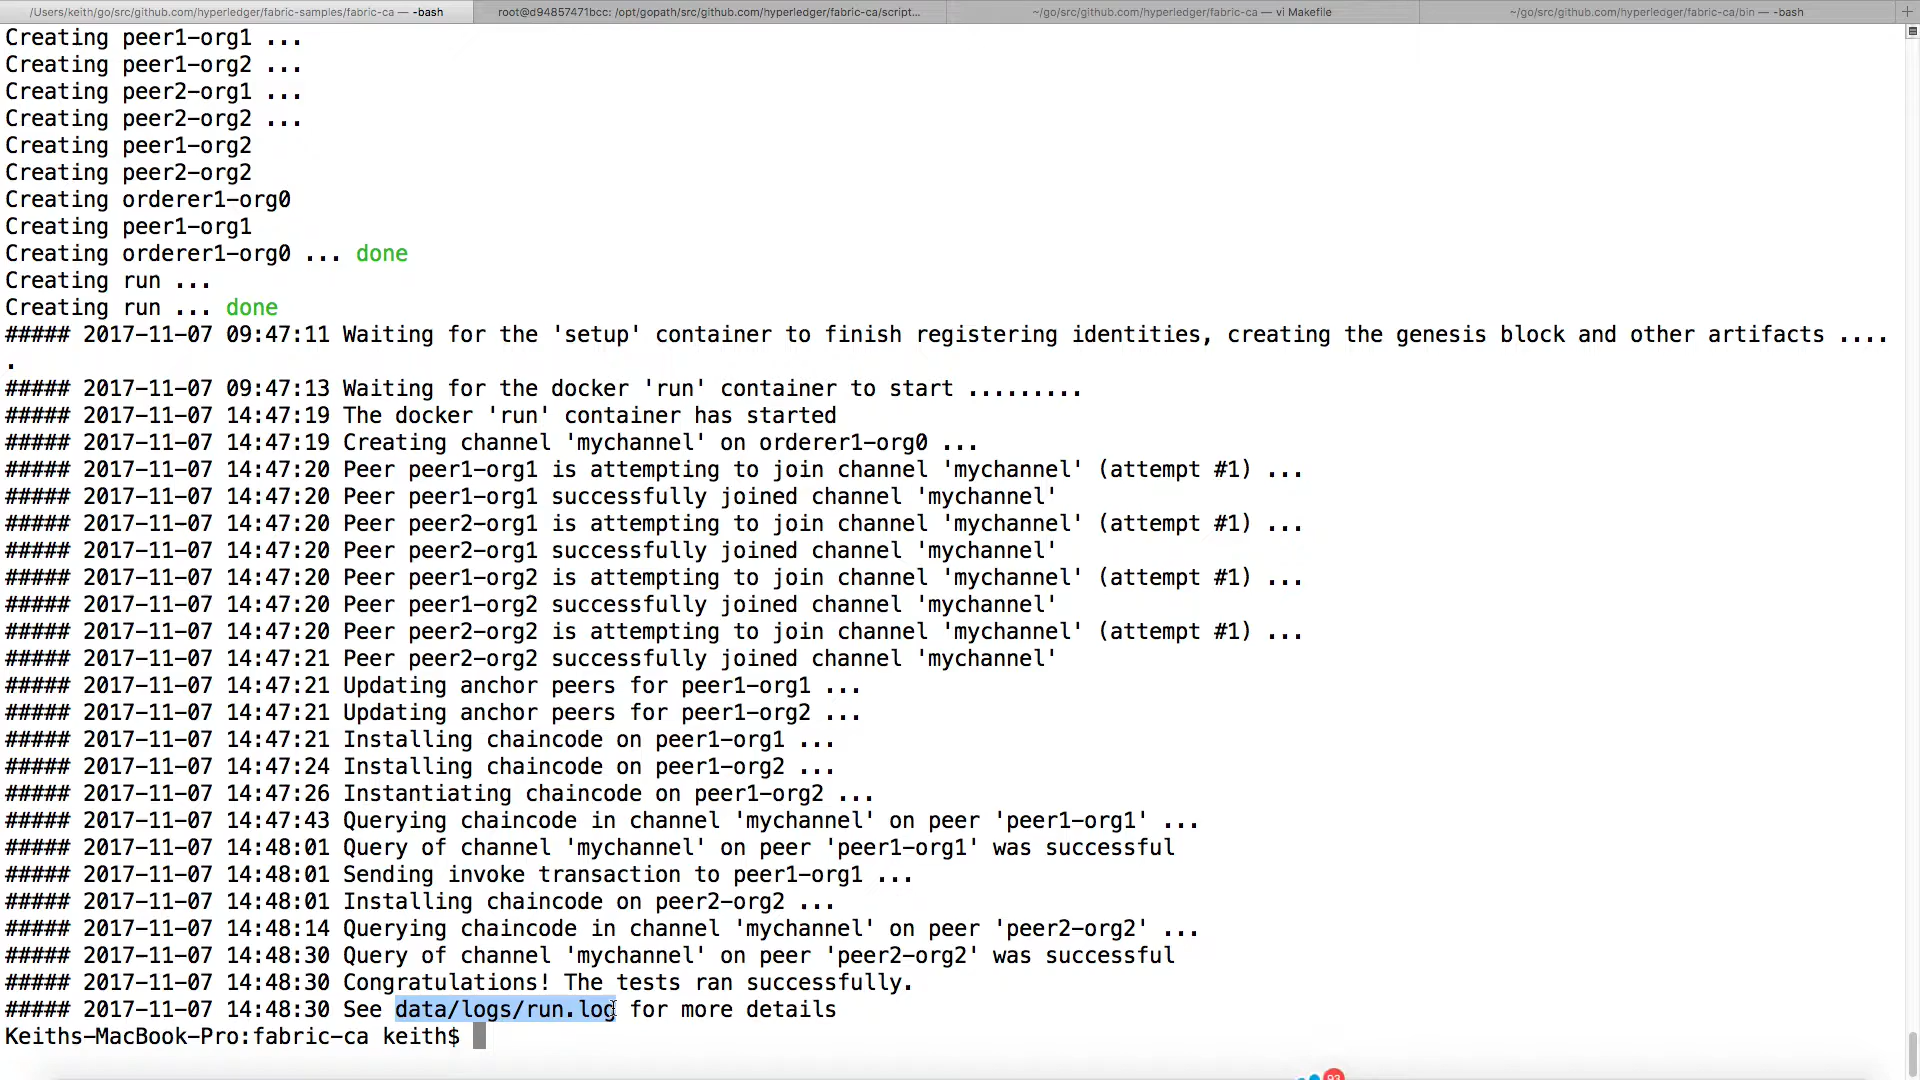 /Users/keith/go/src/github.com/hyperledger/fabric-samples/fabric-ca — -bash
root@d94857471bcc: /opt/gopath/src/github.com/hyperledger/fabric-ca/script...
~/go/src/github.com/hyperledger/fabric-ca — vi Makefile
~/go/src/github.com/hyperledger/fabric-ca/bin — -bash
+
Creating peer1-org1 ...
Creating peer1-org2 ...
Creating peer2-org1 ...
Creating peer2-org2 ...
Creating peer1-org2
Creating peer2-org2
Creating orderer1-org0
Creating peer1-org1
Creating orderer1-org0 ... done
Creating run ...
Creating run ... done
##### 2017-11-07 09:47:11 Waiting for the 'setup' container to finish registering identities, creating the genesis block and other artifacts ....
.
##### 2017-11-07 09:47:13 Waiting for the docker 'run' container to start .........
##### 2017-11-07 14:47:19 The docker 'run' container has started
##### 2017-11-07 14:47:19 Creating channel 'mychannel' on orderer1-org0 ...
##### 2017-11-07 14:47:20 Peer peer1-org1 is attempting to join channel 'mychannel' (attempt #1) ...
##### 2017-11-07 14:47:20 Peer peer1-org1 successfully joined channel 'mychannel'
##### 2017-11-07 14:47:20 Peer peer2-org1 is attempting to join channel 'mychannel' (attempt #1) ...
##### 2017-11-07 14:47:20 Peer peer2-org1 successfully joined channel 'mychannel'
##### 2017-11-07 14:47:20 Peer peer1-org2 is attempting to join channel 'mychannel' (attempt #1) ...
##### 2017-11-07 14:47:20 Peer peer1-org2 successfully joined channel 'mychannel'
##### 2017-11-07 14:47:20 Peer peer2-org2 is attempting to join channel 'mychannel' (attempt #1) ...
##### 2017-11-07 14:47:21 Peer peer2-org2 successfully joined channel 'mychannel'
##### 2017-11-07 14:47:21 Updating anchor peers for peer1-org1 ...
##### 2017-11-07 14:47:21 Updating anchor peers for peer1-org2 ...
##### 2017-11-07 14:47:21 Installing chaincode on peer1-org1 ...
##### 2017-11-07 14:47:24 Installing chaincode on peer1-org2 ...
##### 2017-11-07 14:47:26 Instantiating chaincode on peer1-org2 ...
##### 2017-11-07 14:47:43 Querying chaincode in channel 'mychannel' on peer 'peer1-org1' ...
##### 2017-11-07 14:48:01 Query of channel 'mychannel' on peer 'peer1-org1' was successful
##### 2017-11-07 14:48:01 Sending invoke transaction to peer1-org1 ...
##### 2017-11-07 14:48:01 Installing chaincode on peer2-org2 ...
##### 2017-11-07 14:48:14 Querying chaincode in channel 'mychannel' on peer 'peer2-org2' ...
##### 2017-11-07 14:48:30 Query of channel 'mychannel' on peer 'peer2-org2' was successful
##### 2017-11-07 14:48:30 Congratulations! The tests ran successfully.
##### 2017-11-07 14:48:30 See data/logs/run.log for more details
Keiths-MacBook-Pro:fabric-ca keith$